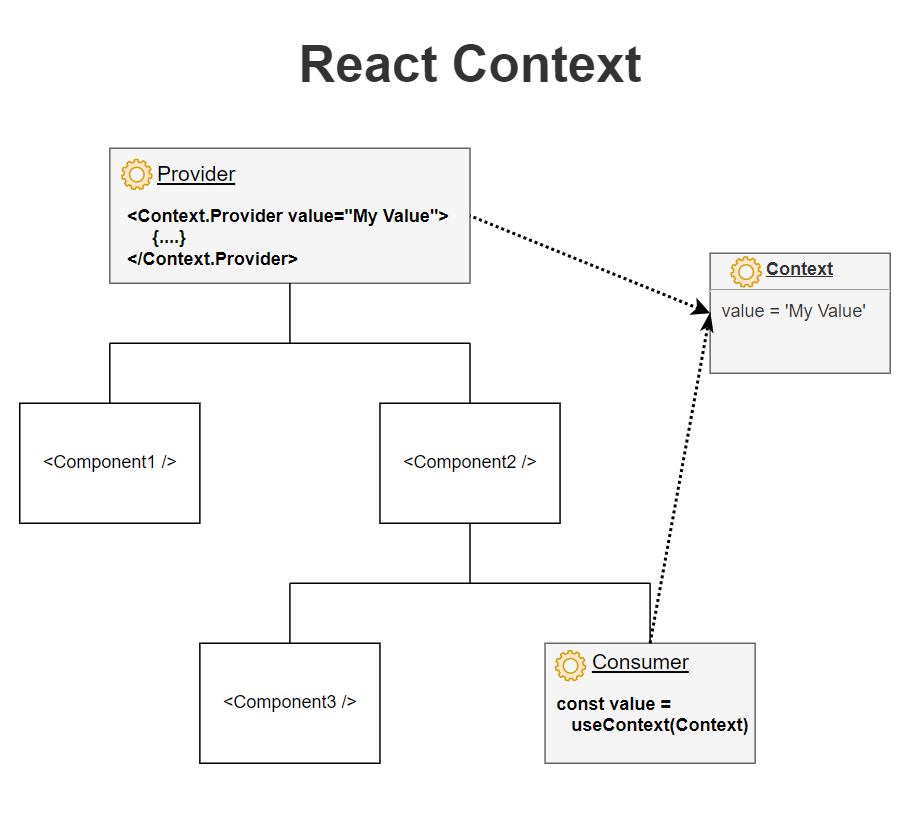 React Context
Provider
<Context.Provider value="My Value">
{....}
</Context.Provider>
Context
value = 'My Value'
<Component1 />
<Component2 />
<Component3 />
Consumer
const value =
useContext(Context)